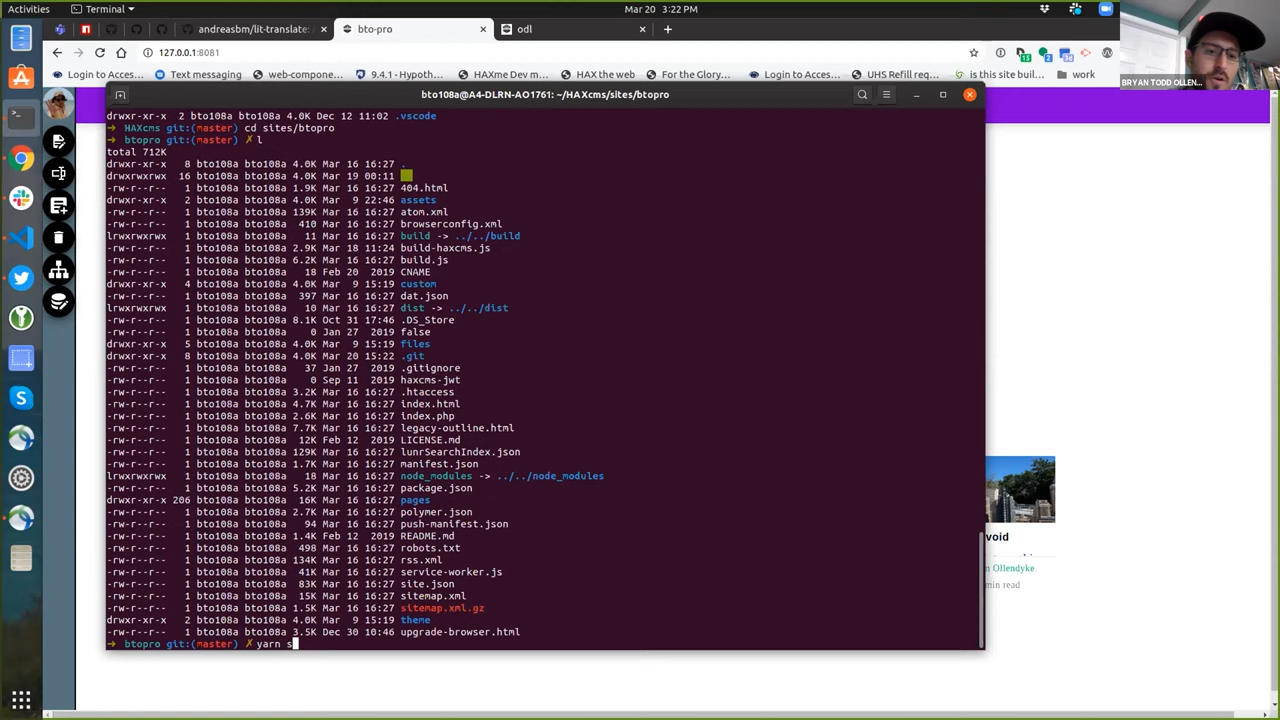 Activities
Terminal
Mar 20 3:22 PM
andreasbm/lit-translate:
bto-pro
odl
127.0.0.1:8081
15
2
36
Login to Acces…
Text messaging
web-componen…
9.4.1 - Hypoth…
HAXme Dev m…
HAX the web
For the Glory…
Login to Acces…
UHS Refill req…
is this site buil…
work
BRYAN TODD OLLEN...
bto108a@A4-DLRN-AO1761: ~/HAXcms/sites/btopro
drwxr-xr-x 2 bto108a bto108a 4.0K Dec 12 11:02 .vscode
➜ HAXcms git:(master) cd sites/btopro
➜ btopro git:(master) ✗ l
total 712K
drwxr-xr-x 8 bto108a bto108a 4.0K Mar 16 16:27 .
drwxrwxrwx 16 bto108a bto108a 4.0K Mar 19 00:11
-rw-r--r-- 1 bto108a bto108a 1.9K Mar 16 16:27 404.html
drwxr-xr-x 2 bto108a bto108a 4.0K Mar 9 22:46 assets
-rw-r--r-- 1 bto108a bto108a 139K Mar 16 16:27 atom.xml
-rw-r--r-- 1 bto108a bto108a 410 Mar 16 16:27 browserconfig.xml
lrwxrwxrwx 1 bto108a bto108a 11 Mar 16 16:27 build -> ../../build
-rw-r--r-- 1 bto108a bto108a 2.9K Mar 18 11:24 build-haxcms.js
-rw-r--r-- 1 bto108a bto108a 6.2K Mar 16 16:27 build.js
-rw-r--r-- 1 bto108a bto108a 18 Feb 20 2019 CNAME
drwxr-xr-x 4 bto108a bto108a 4.0K Mar 9 15:19 custom
-rw-r--r-- 1 bto108a bto108a 397 Mar 16 16:27 dat.json
lrwxrwxrwx 1 bto108a bto108a 10 Mar 16 16:27 dist -> ../../dist
-rw-r--r-- 1 bto108a bto108a 8.1K Oct 31 17:46 .DS_Store
-rw-r--r-- 1 bto108a bto108a 0 Jan 27 2019 false
drwxr-xr-x 5 bto108a bto108a 4.0K Mar 9 15:19 files
drwxr-xr-x 8 bto108a bto108a 4.0K Mar 20 15:22 .git
-rw-r--r-- 1 bto108a bto108a 37 Jan 27 2019 .gitignore
-rw-r--r-- 1 bto108a bto108a 0 Sep 11 2019 haxcms-jwt
-rw-r--r-- 1 bto108a bto108a 3.2K Mar 16 16:27 .htaccess
-rw-r--r-- 1 bto108a bto108a 4.7K Mar 16 16:27 index.html
-rw-r--r-- 1 bto108a bto108a 2.6K Mar 16 16:27 index.php
-rw-r--r-- 1 bto108a bto108a 7.7K Mar 16 16:27 legacy-outline.html
-rw-r--r-- 1 bto108a bto108a 12K Feb 12 2019 LICENSE.md
-rw-r--r-- 1 bto108a bto108a 129K Mar 16 16:27 lunrSearchIndex.json
-rw-r--r-- 1 bto108a bto108a 1.7K Mar 16 16:27 manifest.json
lrwxrwxrwx 1 bto108a bto108a 18 Mar 16 16:27 node_modules -> ../../node_modules
-rw-r--r-- 1 bto108a bto108a 5.2K Mar 16 16:27 package.json
drwxr-xr-x 206 bto108a bto108a 16K Mar 16 16:27 pages
-rw-r--r-- 1 bto108a bto108a 2.7K Mar 16 16:27 polymer.json
-rw-r--r-- 1 bto108a bto108a 94 Mar 16 16:27 push-manifest.json
-rw-r--r-- 1 bto108a bto108a 1.4K Feb 12 2019 README.md
-rw-r--r-- 1 bto108a bto108a 498 Mar 16 16:27 robots.txt
-rw-r--r-- 1 bto108a bto108a 134K Mar 16 16:27 rss.xml
-rw-r--r-- 1 bto108a bto108a 41K Mar 16 16:27 service-worker.js
-rw-r--r-- 1 bto108a bto108a 83K Mar 16 16:27 site.json
-rw-r--r-- 1 bto108a bto108a 15K Mar 16 16:27 sitemap.xml
-rw-r--r-- 1 bto108a bto108a 1.5K Mar 16 16:27 sitemap.xml.gz
drwxr-xr-x 2 bto108a bto108a 4.0K Mar 9 15:19 theme
-rw-r--r-- 1 bto108a bto108a 3.5K Dec 30 10:46 upgrade-browser.html
➜ btopro git:(master) ✗ yarn s
void
n Ollendyke
min read